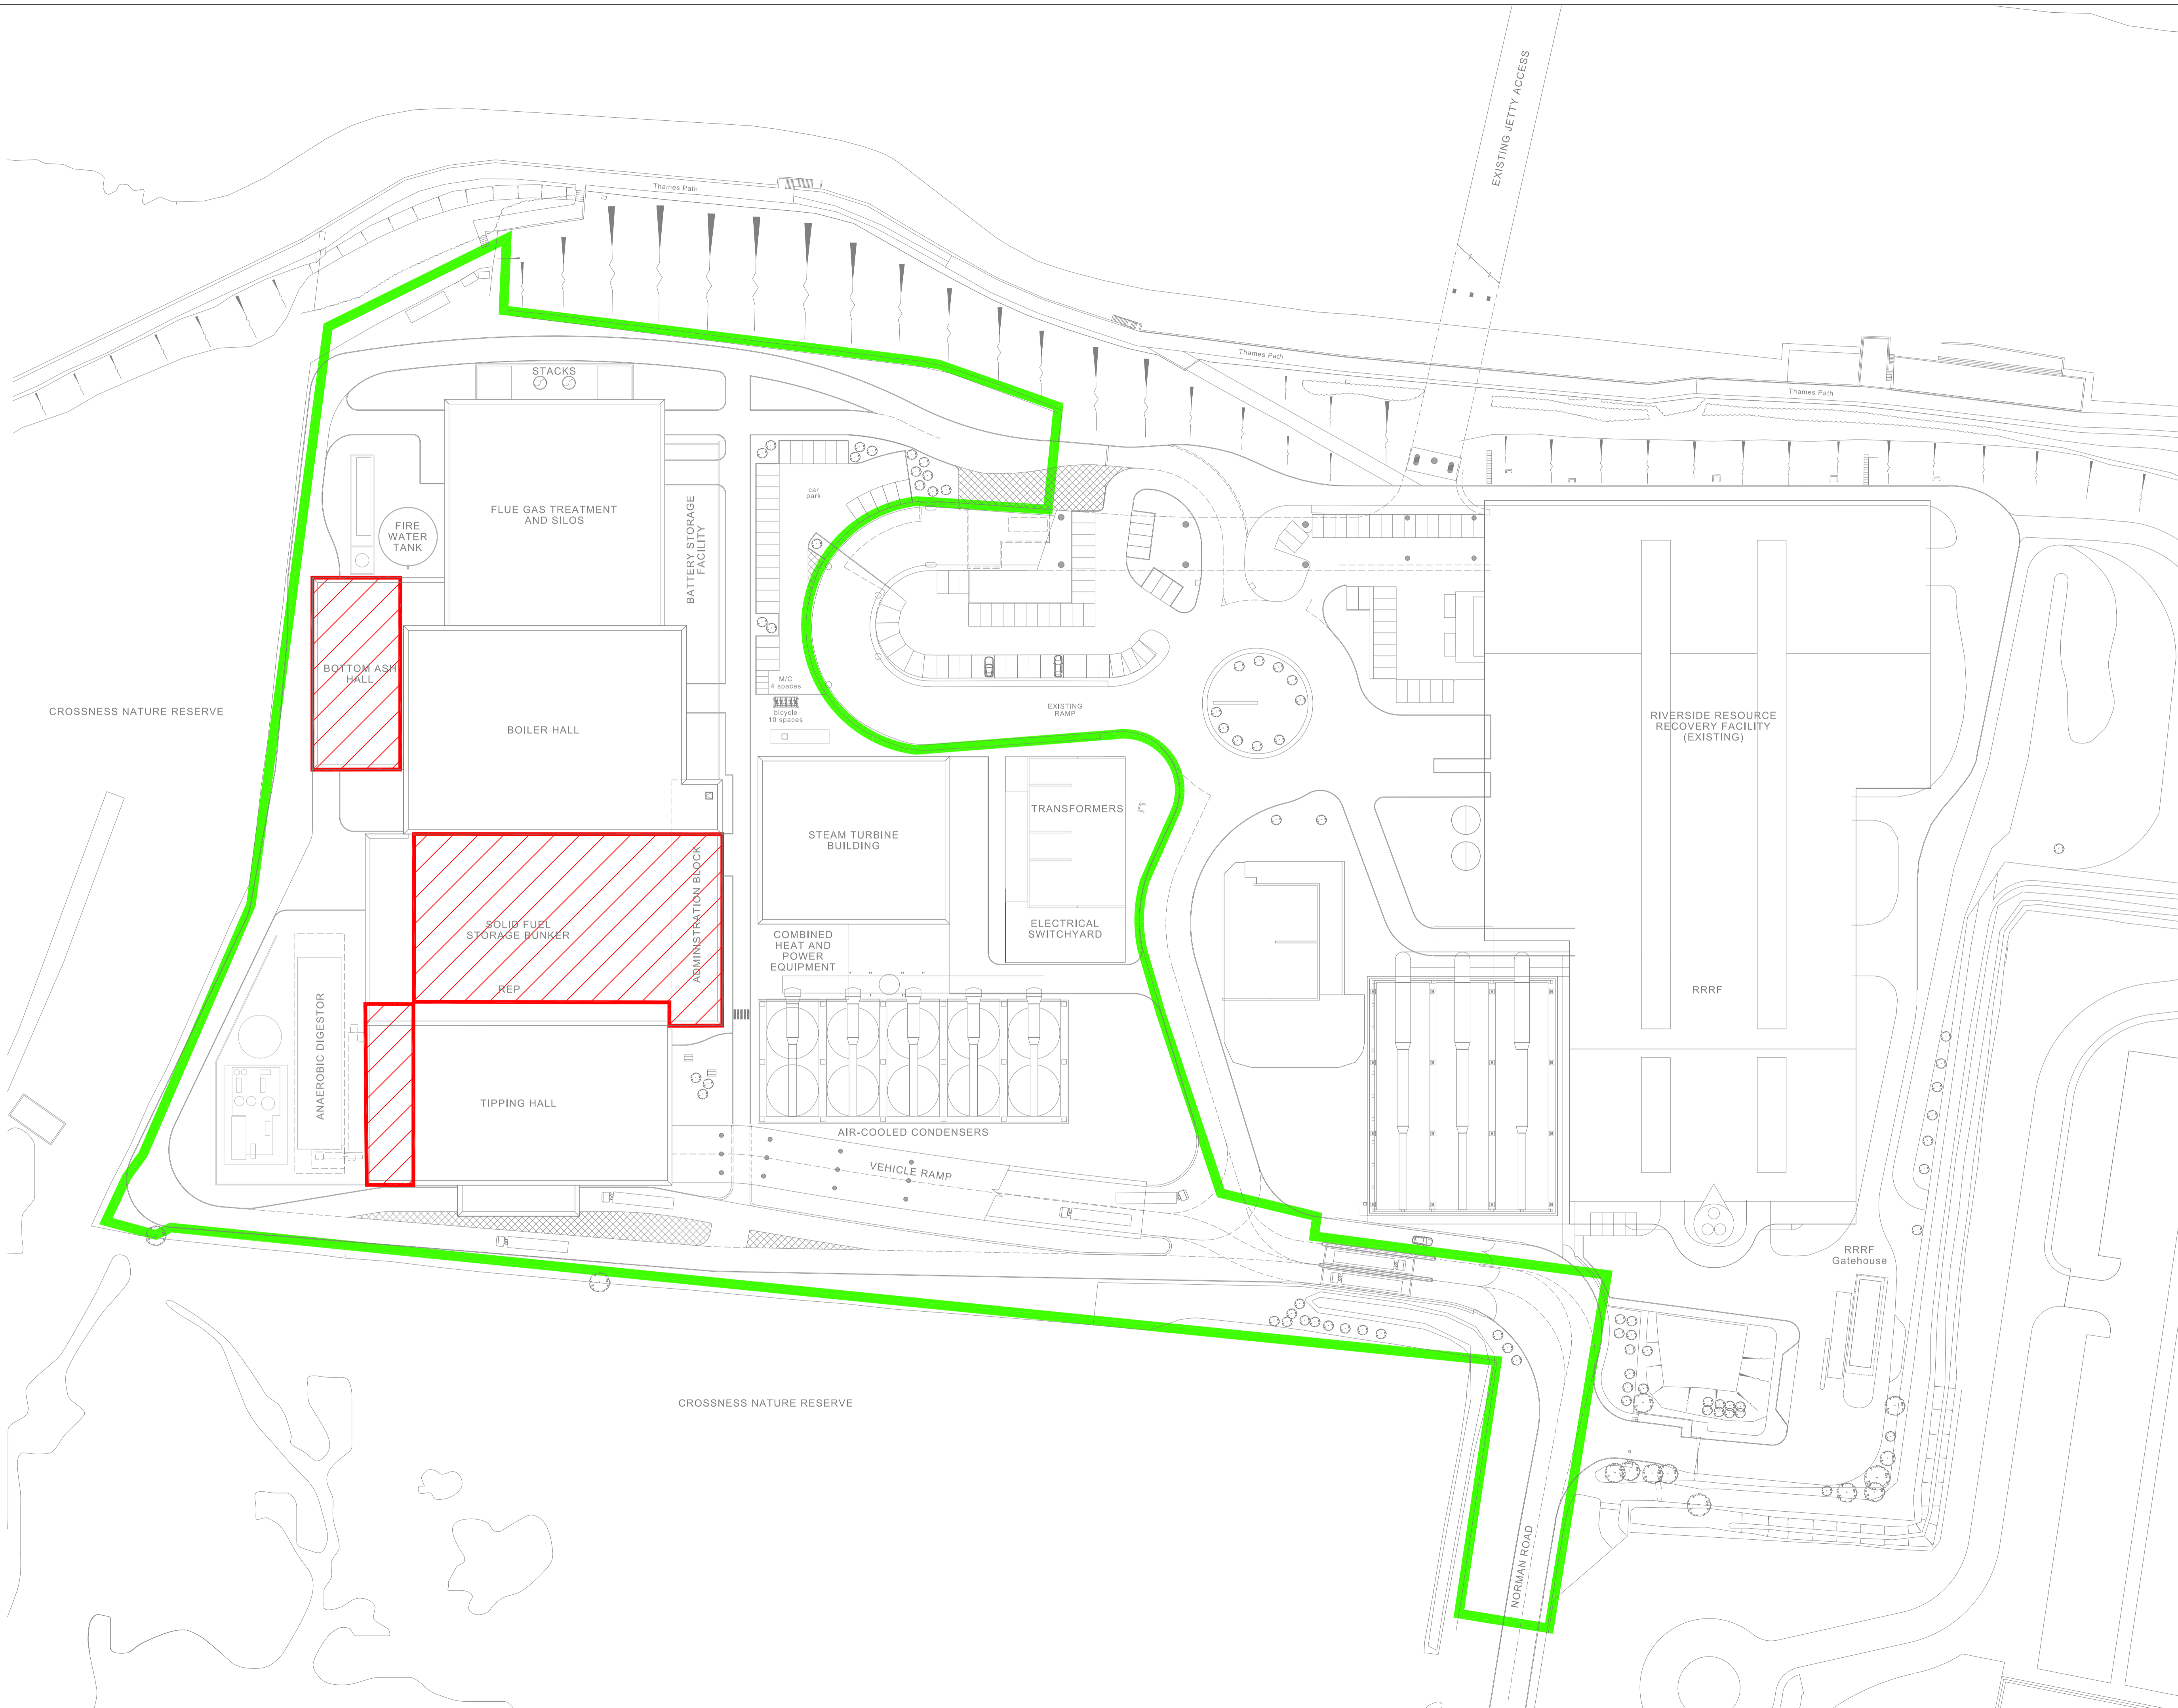 EXISTING JETTY ACCESS
Thames Path
Thames Path
Thames Path
STACKS
FLUE GAS TREATMENT
AND SILOS
FIRE
WATER
TANK
BATTERY STORAGE
FACILITY
car
park
BOTTOM ASH
HALL
CROSSNESS NATURE RESERVE
BOILER HALL
M/C
4 spaces
bicycle
10 spaces
EXISTING
RAMP
RIVERSIDE RESOURCE
RECOVERY FACILITY
(EXISTING)
STEAM TURBINE
BUILDING
TRANSFORMERS
ELECTRICAL
SWITCHYARD
SOLID FUEL
STORAGE BUNKER
ADMINISTRATION BLOCK
COMBINED
HEAT AND
POWER
EQUIPMENT
REP
RRRF
ANAEROBIC DIGESTOR
TIPPING HALL
AIR-COOLED CONDENSERS
VEHICLE RAMP
RRRF
Gatehouse
CROSSNESS NATURE RESERVE
NORMAN ROAD